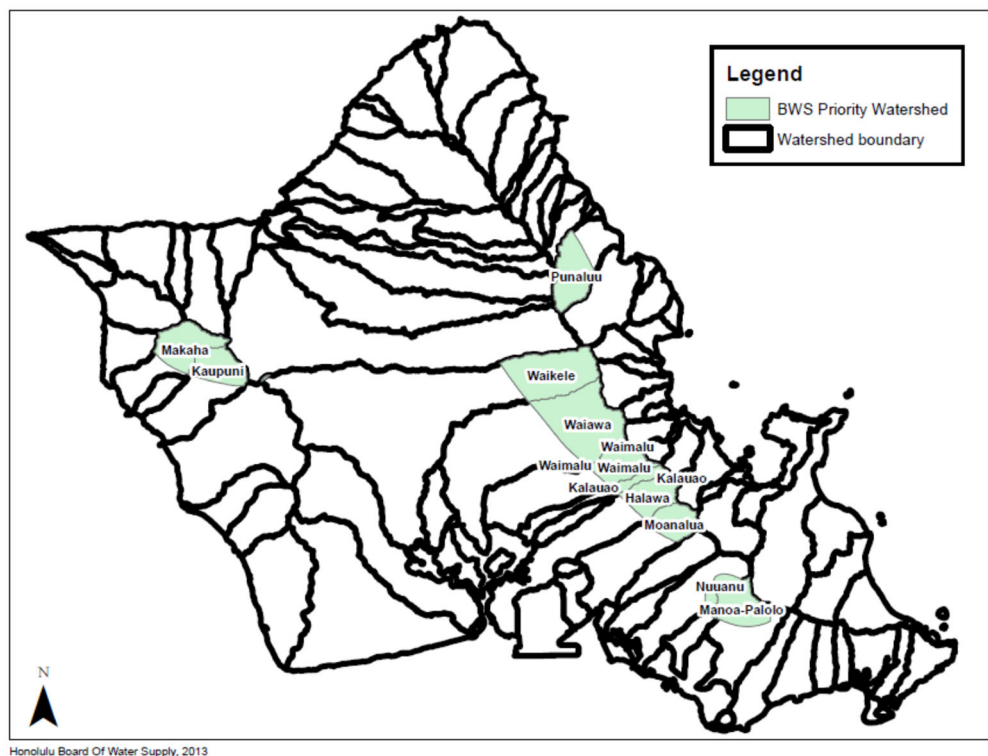 Legend
BWS Priority Watershed
Watershed boundary
Punaluu
Makaha
Kaupuni
Waikele
Waiawa
Waimalu
Waimalu
Waimalu
Kalauao
Kalauao
Halawa
Moanalua
Nuuanu
Manoa-Palolo
N
Honolulu Board Of Water Supply, 2013